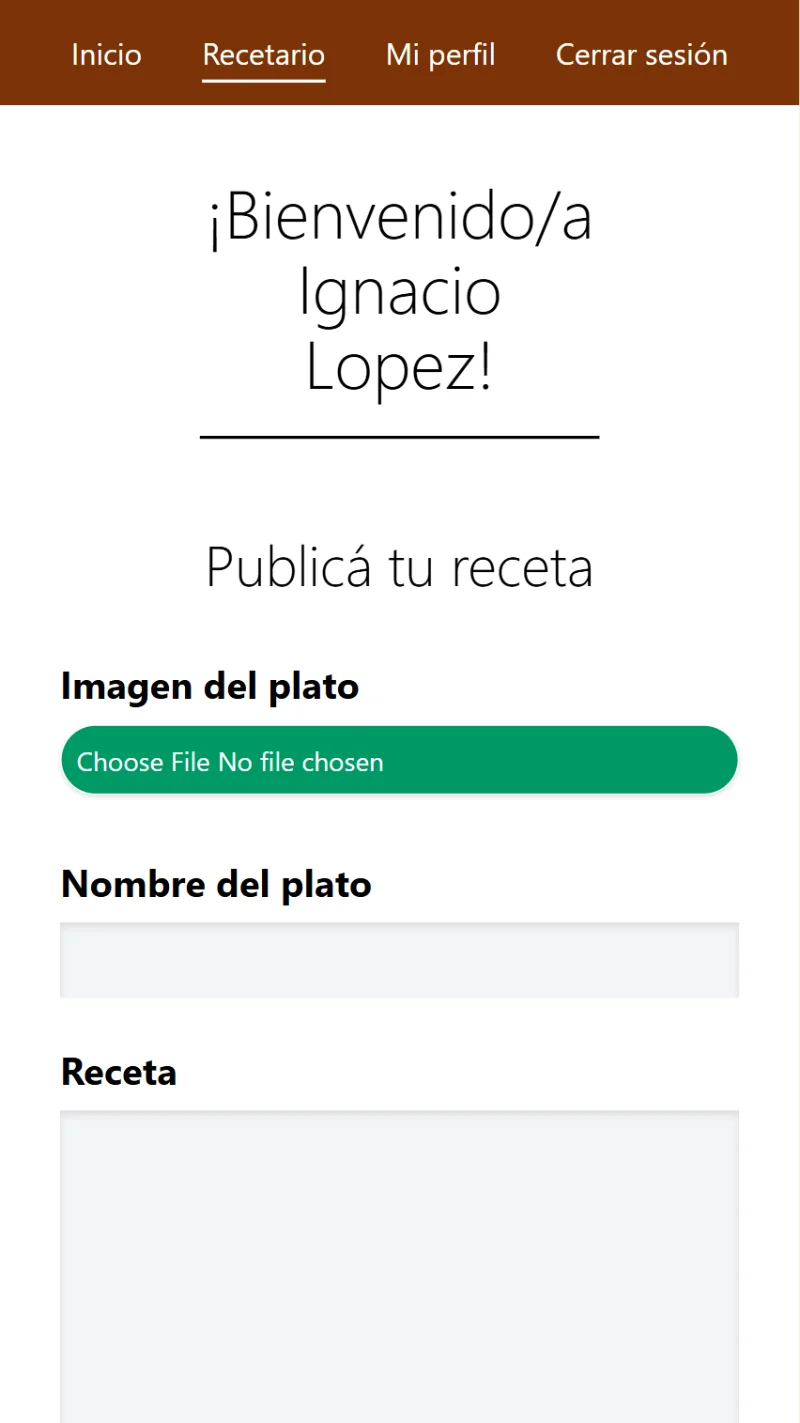 Inicio Recetario Mi perfil Cerrar sesión
¡Bienvenido/a
Ignacio
Lopez!
Publicá tu receta
Imagen del plato
Choose File No file chosen
Nombre del plato
Receta